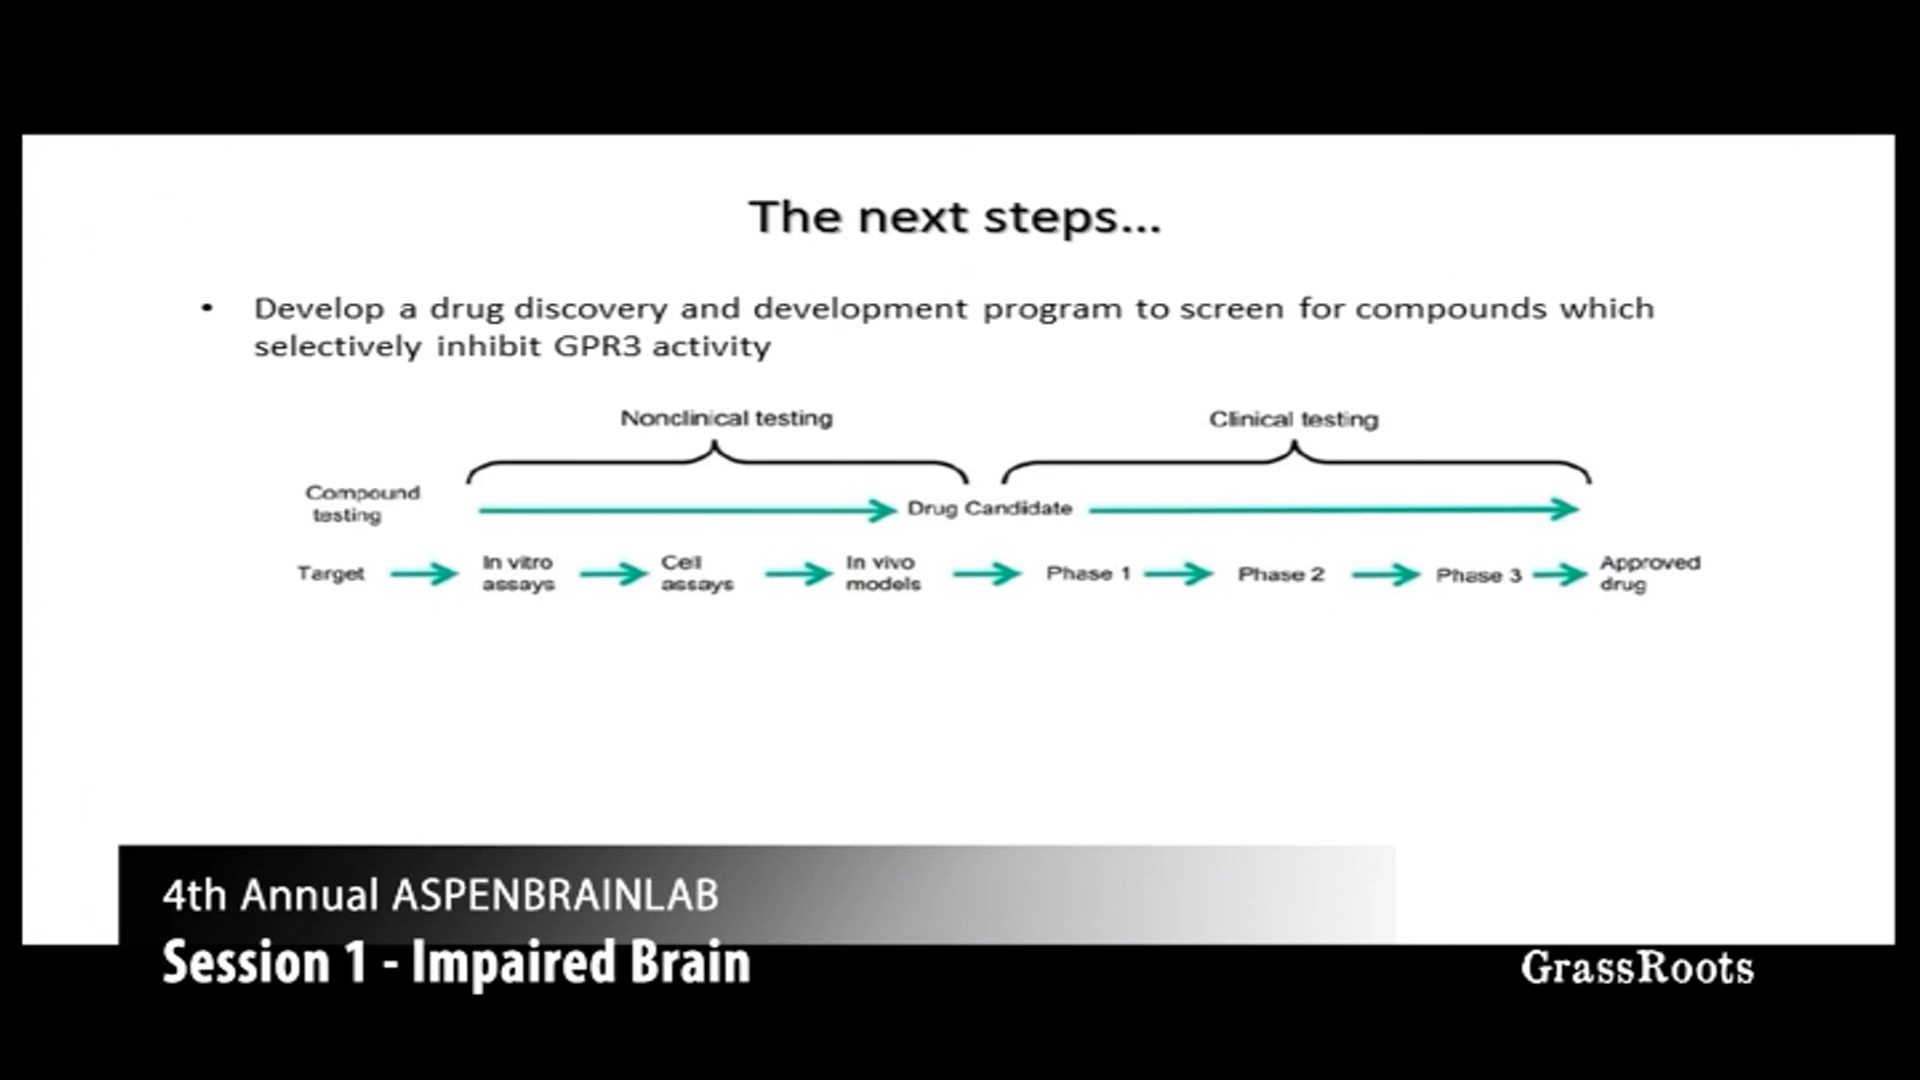 The next steps...
• Develop a drug discovery and development program to screen for compounds which
selectively inhibit GPR3 activity
Nonclinical testing
Clinical testing
Compound
testing
Drug Candidate
Target
In vitro
assays
Cell
assays
In vivo
models
Phase 1
Phase 2
Phase 3
Approved
drug
4th Annual ASPENBRAINLAB
Session 1 - Impaired Brain
GrassRoots